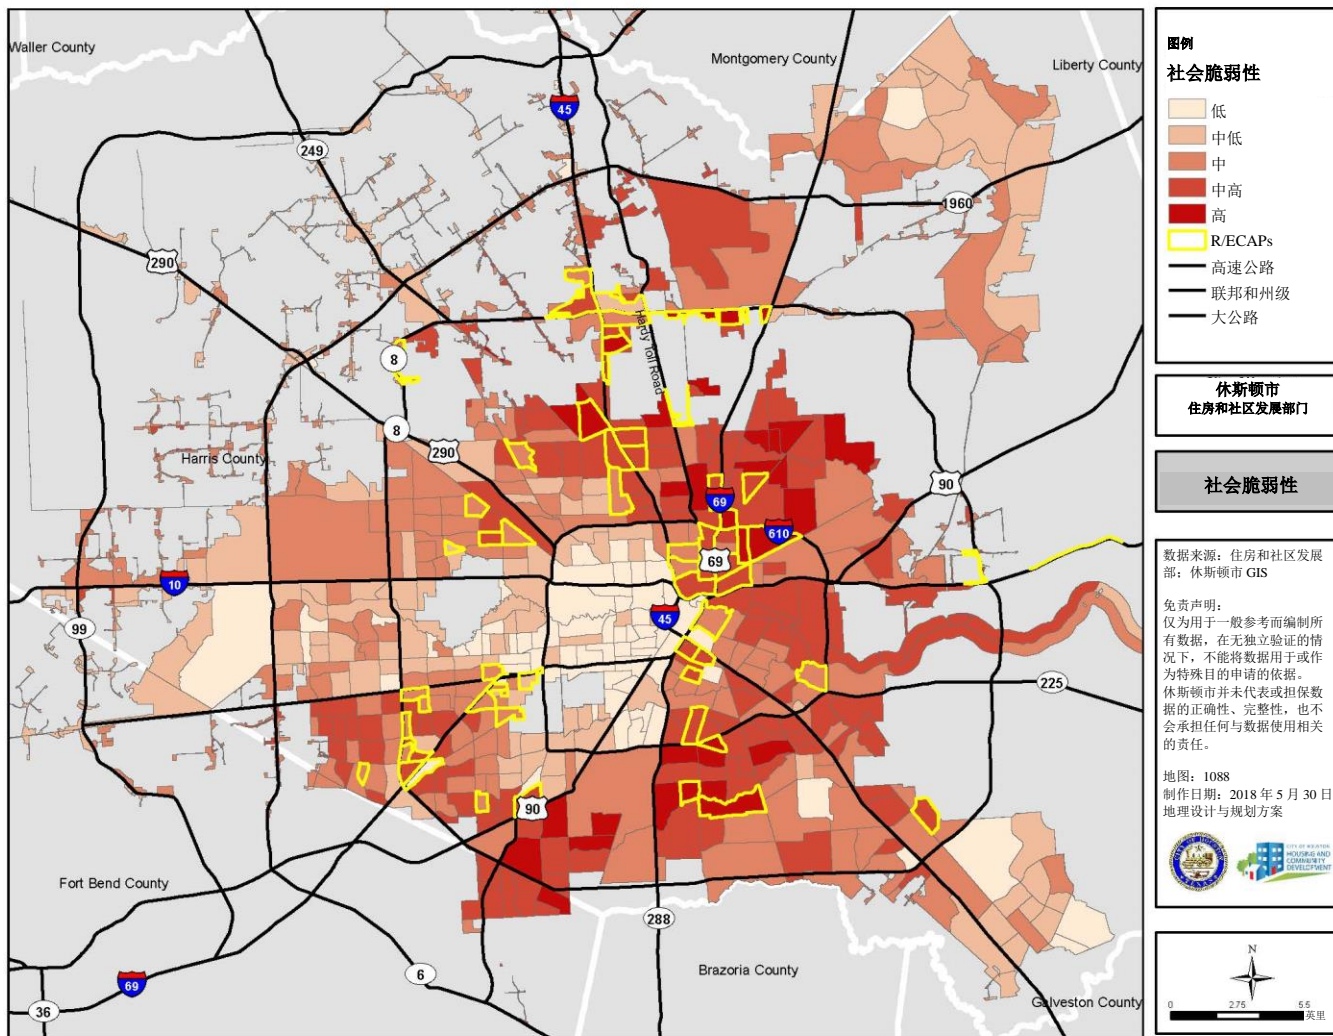 Waller County
Montgomery County
Liberty County
45
249
1960
290
Hardy Toll Road
8
8
290
Harris County
90
69
610
69
10
45
99
225
90
Fort Bend County
288
6
Brazoria County
69
36
Galveston County
图例
社会脆弱性
低
中低
中
中高
高
R/ECAPs
高速公路
联邦和州级
大公路
休斯顿市
住房和社区发展部门
社会脆弱性
数据来源：住房和社区发展
部；休斯顿市 GIS
免责声明：
仅为用于一般参考而编制所
有数据，在无独立验证的情
况下，不能将数据用于或作
为特殊目的申请的依据。
休斯顿市并未代表或担保数
据的正确性、完整性，也不
会承担任何与数据使用相关
的责任。
地图：1088
制作日期：2018 年 5 月 30 日
地理设计与规划方案
CITY OF HOUSTON
HOUSING AND
COMMUNITY
DEVELOPMENT
N
0 2.75 5.5
英里